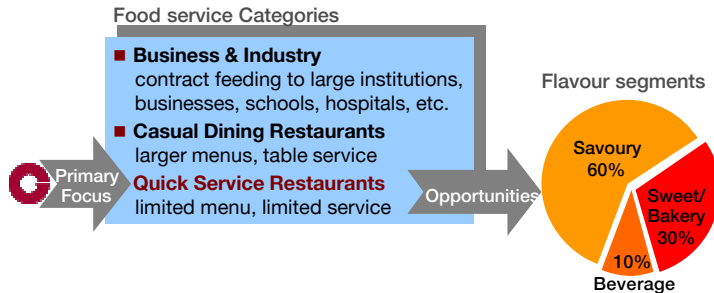 Food service Categories
Business & Industry
contract feeding to large institutions,
businesses, schools, hospitals, etc.
Casual Dining Restaurants
larger menus, table service
Quick Service Restaurants
limited menu, limited service
Primary
Focus
Opportunities
Flavour segments
Savoury
60%
Sweet/
Bakery
30%
10%
Beverage